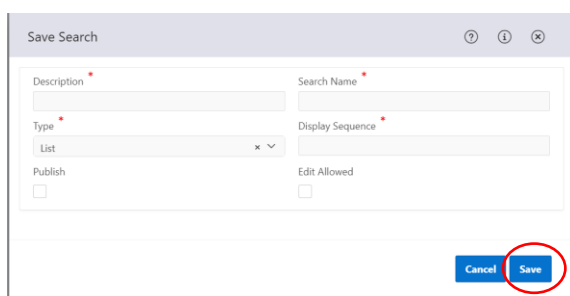 Save Search
Description *
Search Name *
Type *
Display Sequence *
List
Publish
Edit Allowed
Cancel
Save